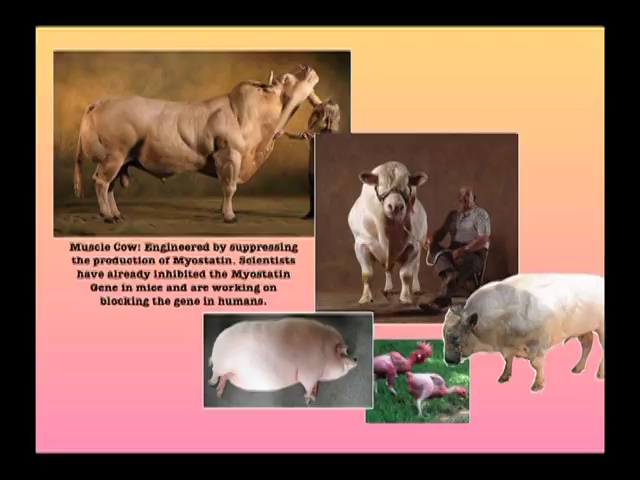 Muscle Cow: Engineered by suppressing
the production of Myostatin. Scientists
have already inhibited the Myostatin
Gene in mice and are working on
blocking the gene in humans.